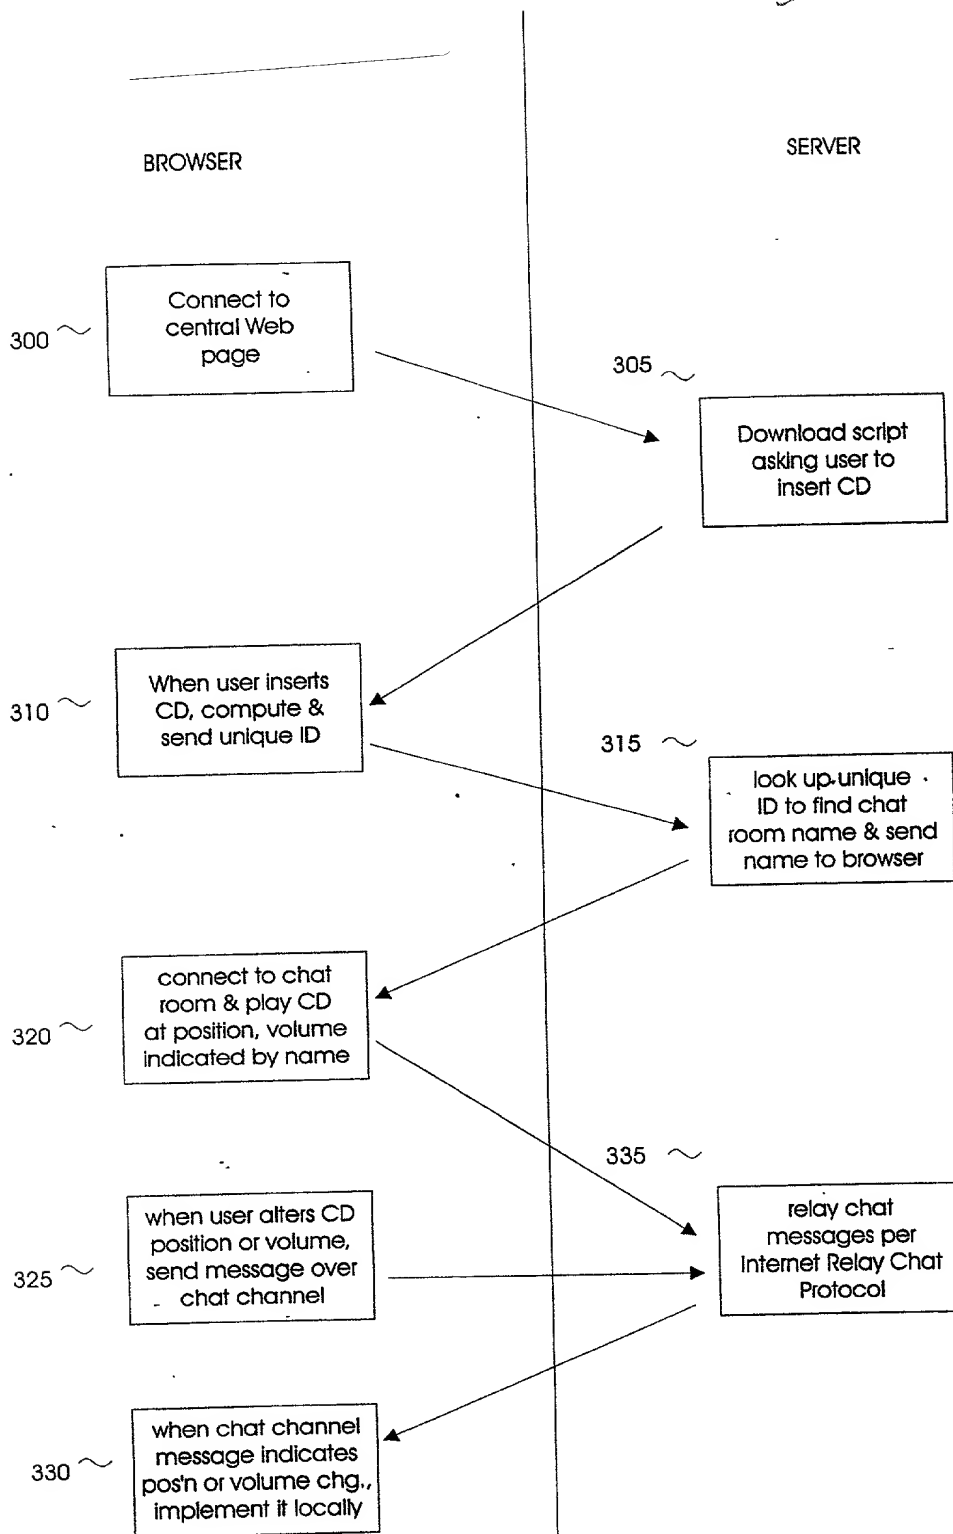 BROWSER
SERVER
300
Connect to
central Web
page
305
Download script
asking user to
insert CD
310
When user inserts
CD, compute &
send unique ID
315
look up unique
ID to find chat
room name & send
name to browser
320
connect to chat
room & play CD
at position, volume
indicated by name
335
relay chat
messages per
Internet Relay Chat
Protocol
325
when user alters CD
position or volume,
send message over
chat channel
330
when chat channel
message indicates
pos'n or volume chg.,
implement it locally